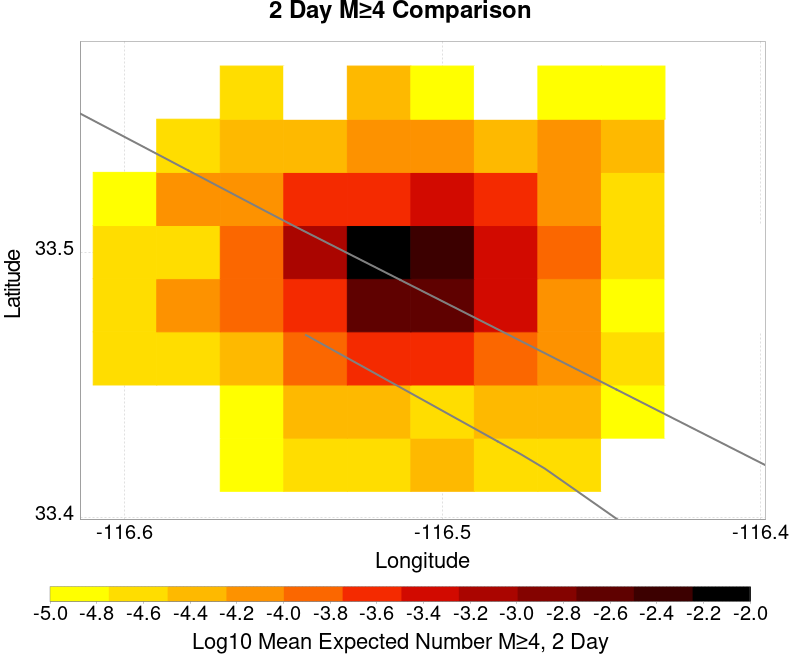 2 Day M≥4 Comparison
Latitude
33.5
33.4
-116.6 -116.5 -116.4
Longitude
-5.0 -4.8 -4.6 -4.4 -4.2 -4.0 -3.8 -3.6 -3.4 -3.2 -3.0 -2.8 -2.6 -2.4 -2.2 -2.0
Log10 Mean Expected Number M≥4, 2 Day